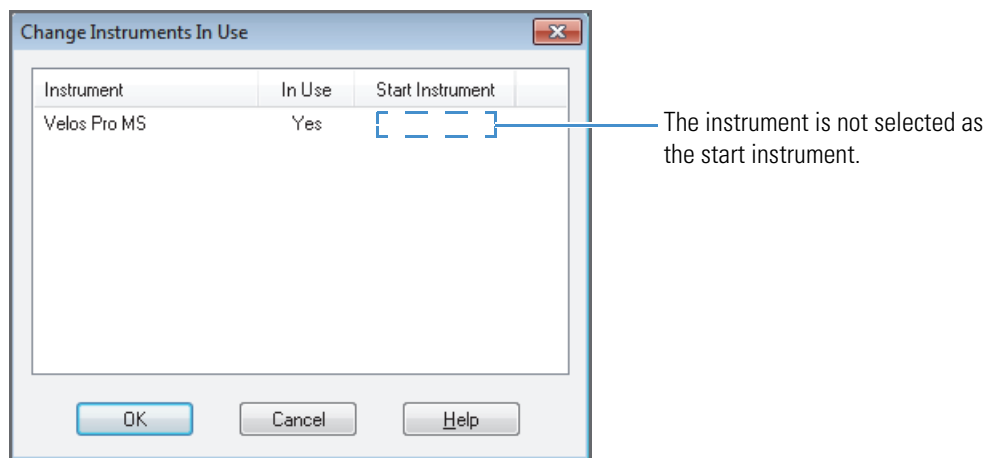 Change Instruments In Use
Instrument In Use Start Instrument
Velos Pro MS Yes
The instrument is not selected as
the start instrument.
OK Cancel Help